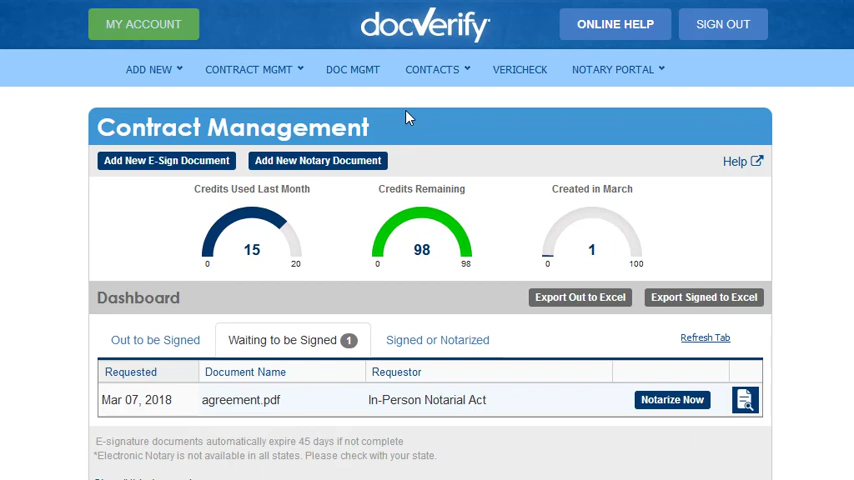 MY ACCOUNT
docVerify
ONLINE HELP
SIGN OUT
ADD NEW
CONTRACT MGMT
DOC MGMT
CONTACTS
VERICHECK
NOTARY PORTAL
Contract Management
Add New E-Sign Document
Add New Notary Document
Help
Credits Used Last Month
Credits Remaining
Created in March
15
0
20
98
0
98
1
0
100
Dashboard
Export Out to Excel
Export Signed to Excel
Out to be Signed
Waiting to be Signed 1
Signed or Notarized
Refresh Tab
Requested
Document Name
Requestor
Mar 07, 2018
agreement.pdf
In-Person Notarial Act
Notarize Now
E-signature documents automatically expire 45 days if not complete
*Electronic Notary is not available in all states. Please check with your state.